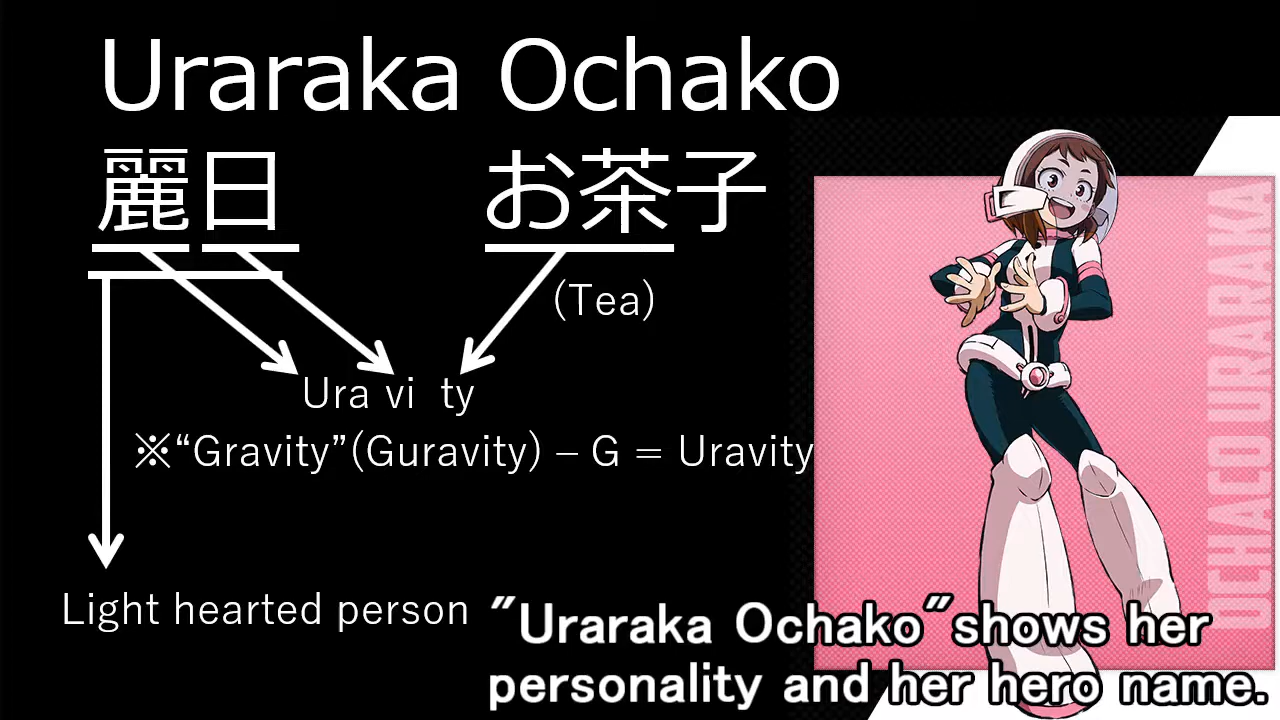 Uraraka Ochako
麗日 お茶子
(Tea)
Ura vi ty
※“Gravity”(Guravity) – G = Uravity
Light hearted person
"Uraraka Ochako"shows her
personality and her hero name.
OCHACO URARAKA